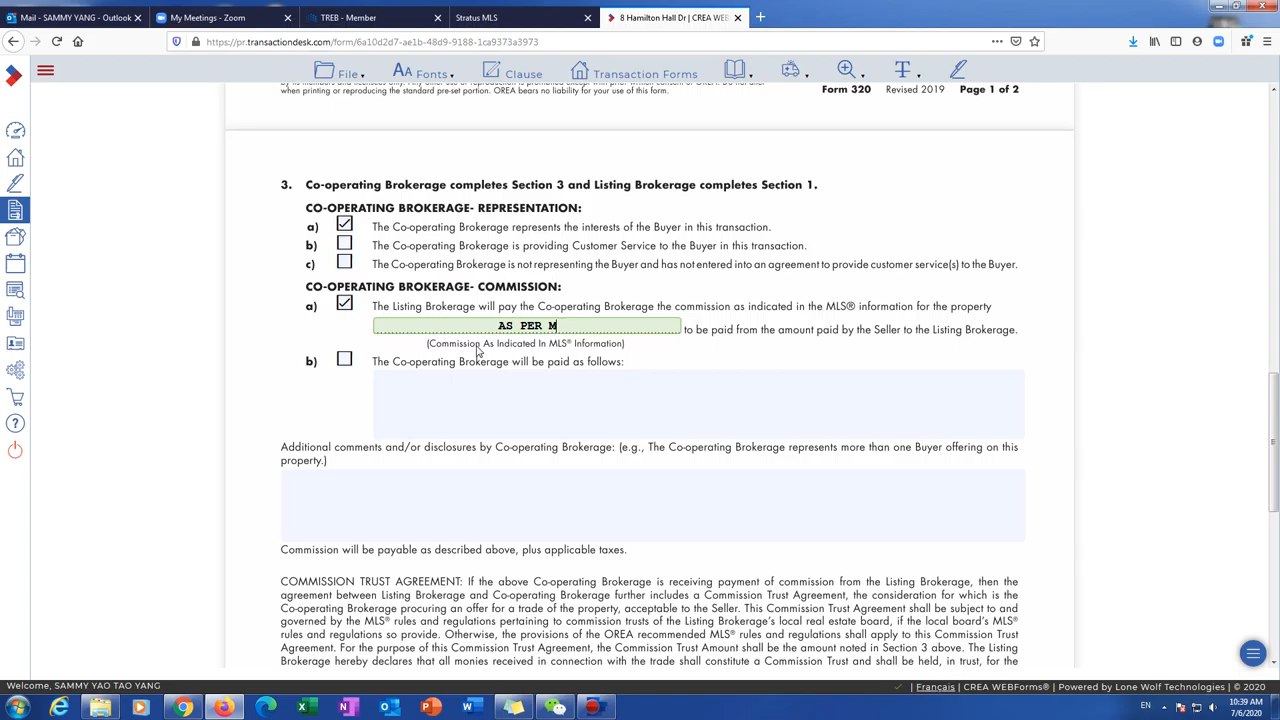 Mail - SAMMY YANG - Outlook
My Meetings - Zoom
TREB - Member
Stratus MLS
8 Hamilton Hall Dr | CREA WEB
https://pr.transactiondesk.com/form/6a10d2d7-ae1b-48d9-9188-1ca9373a3973
File
Fonts
Clause
Transaction Forms
when printing or reproducing the standard pre-set portion. OREA bears no liability for your use of this form.
Form 320 Revised 2019 Page 1 of 2
3. Co-operating Brokerage completes Section 3 and Listing Brokerage completes Section 1.
CO-OPERATING BROKERAGE- REPRESENTATION:
a) The Co-operating Brokerage represents the interests of the Buyer in this transaction.
b) The Co-operating Brokerage is providing Customer Service to the Buyer in this transaction.
c) The Co-operating Brokerage is not representing the Buyer and has not entered into an agreement to provide customer service(s) to the Buyer.
CO-OPERATING BROKERAGE- COMMISSION:
a) The Listing Brokerage will pay the Co-operating Brokerage the commission as indicated in the MLS® information for the property
AS PER M to be paid from the amount paid by the Seller to the Listing Brokerage.
(Commission As Indicated In MLS® Information)
b) The Co-operating Brokerage will be paid as follows:
Additional comments and/or disclosures by Co-operating Brokerage: (e.g., The Co-operating Brokerage represents more than one Buyer offering on this
property.)
Commission will be payable as described above, plus applicable taxes.
COMMISSION TRUST AGREEMENT: If the above Co-operating Brokerage is receiving payment of commission from the Listing Brokerage, then the
agreement between Listing Brokerage and Co-operating Brokerage further includes a Commission Trust Agreement, the consideration for which is the
Co-operating Brokerage procuring an offer for a trade of the property, acceptable to the Seller. This Commission Trust Agreement shall be subject to and
governed by the MLS® rules and regulations pertaining to commission trusts of the Listing Brokerage's local real estate board, if the local board's MLS®
rules and regulations so provide. Otherwise, the provisions of the OREA recommended MLS® rules and regulations shall apply to this Commission Trust
Agreement. For the purpose of this Commission Trust Agreement, the Commission Trust Amount shall be the amount noted in Section 3 above. The Listing
Brokerage hereby declares that all monies received in connection with the trade shall constitute a Commission Trust and shall be held, in trust, for the
Welcome, SAMMY YAO TAO YANG
| Français | CREA WEBForms® | Powered by Lone Wolf Technologies | © 2020
EN
10:39 AM
7/6/2020